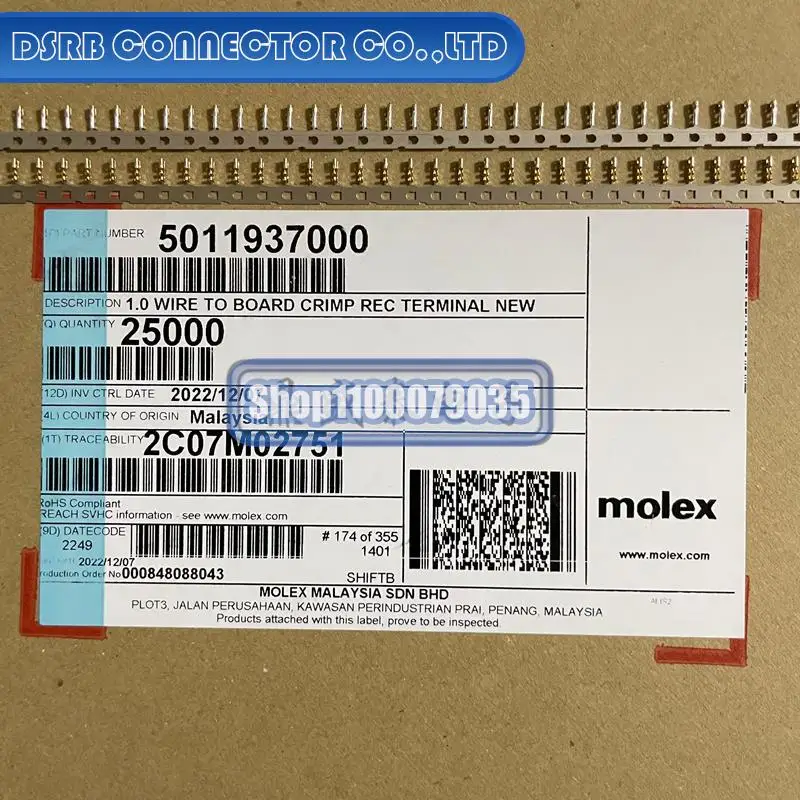 DSRB CONNECTOR CO.,LTD
PART NUMBER 5011937000
DESCRIPTION 1.0 WIRE TO BOARD CRIMP REC TERMINAL NEW
(Q) QUANTITY 25000
(12D) INV CTRL DATE 2022/12/07
Shop1100079035
(4L) COUNTRY OF ORIGIN Malaysia
(1T) TRACEABILITY 2C07M02751
RoHS Compliant
REACH SVHC information - see www.molex.com
(9D) DATECODE
2249
# 174 of 355
1401
2022/12/07
Production Order No 000848088043
SHIFTB
molex
www.molex.com
MOLEX MALAYSIA SDN BHD
PLOT3, JALAN PERUSAHAAN, KAWASAN PERINDUSTRIAN PRAI, PENANG, MALAYSIA
Products attached with this label, prove to be inspected.